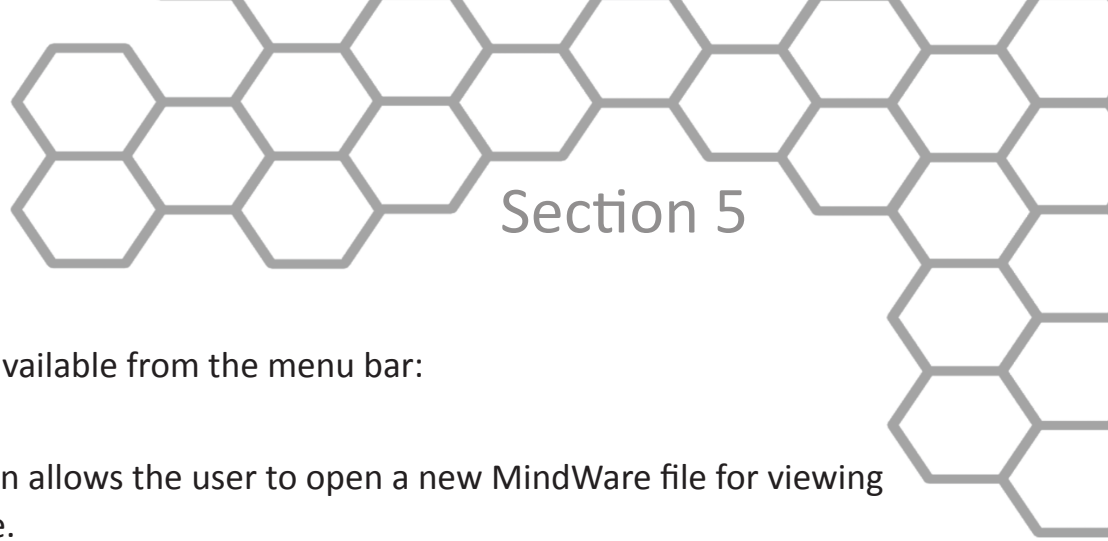 Section 5
vailable from the menu bar:
n allows the user to open a new MindWare file for viewing
e.